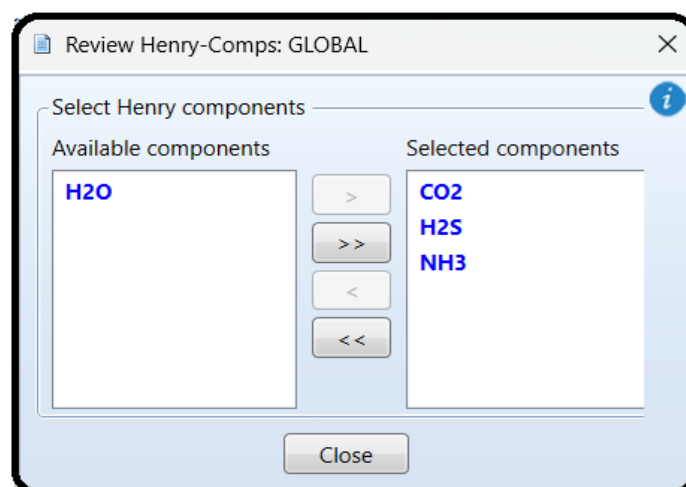 Review Henry-Comps: GLOBAL
Select Henry components
Available components
Selected components
H2O
>
>>
<
<<
CO2
H2S
NH3
Close